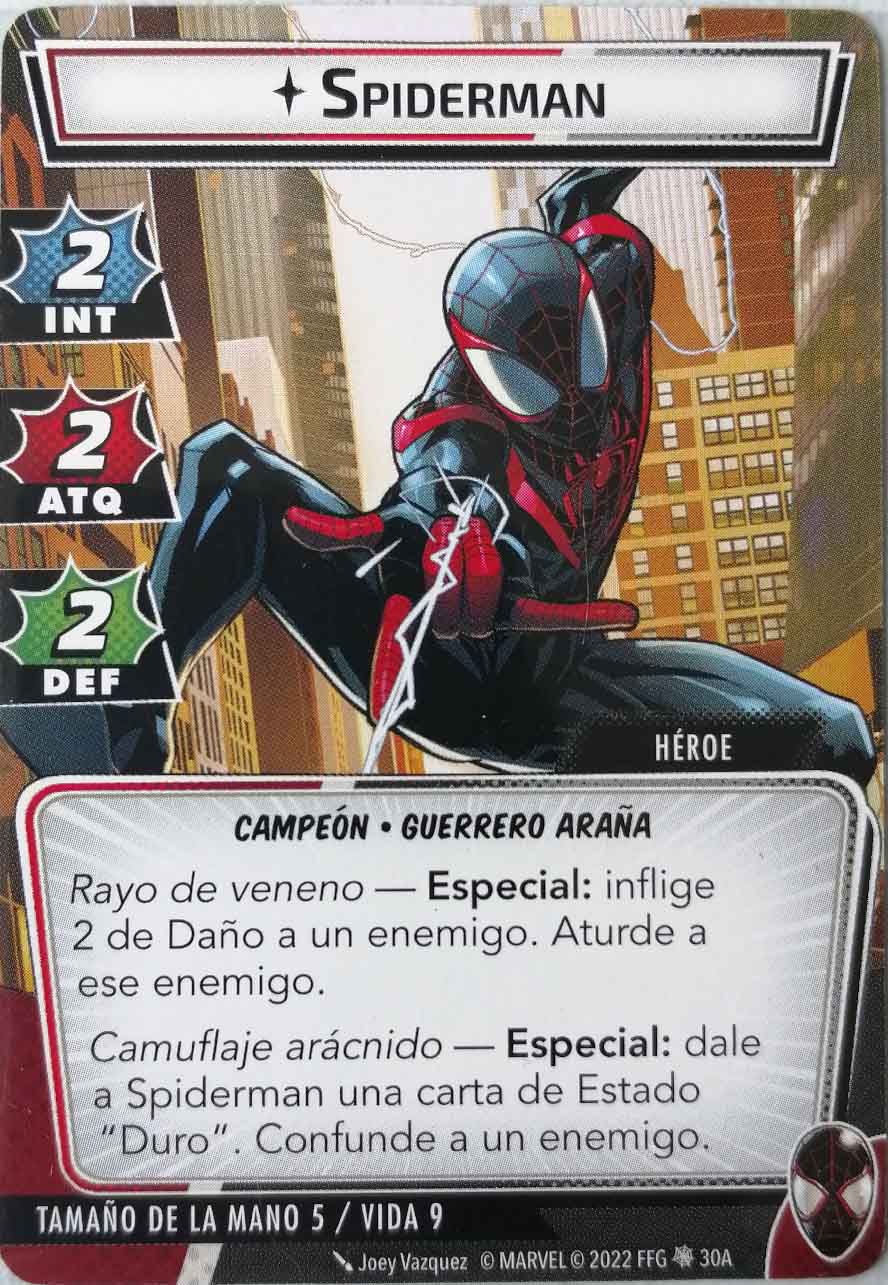 SPIDERMAN
2
INT
2
ATQ
2
DEF
HÉROE
CAMPEÓN • GUERRERO ARAÑA
Rayo de veneno — Especial: inflige
2 de Daño a un enemigo. Aturde a
ese enemigo.
Camuflaje arácnido — Especial: dale
a Spiderman una carta de Estado
“Duro”. Confunde a un enemigo.
TAMAÑO DE LA MANO 5 / VIDA 9
Joey Vazquez © MARVEL © 2022 FFG 30A